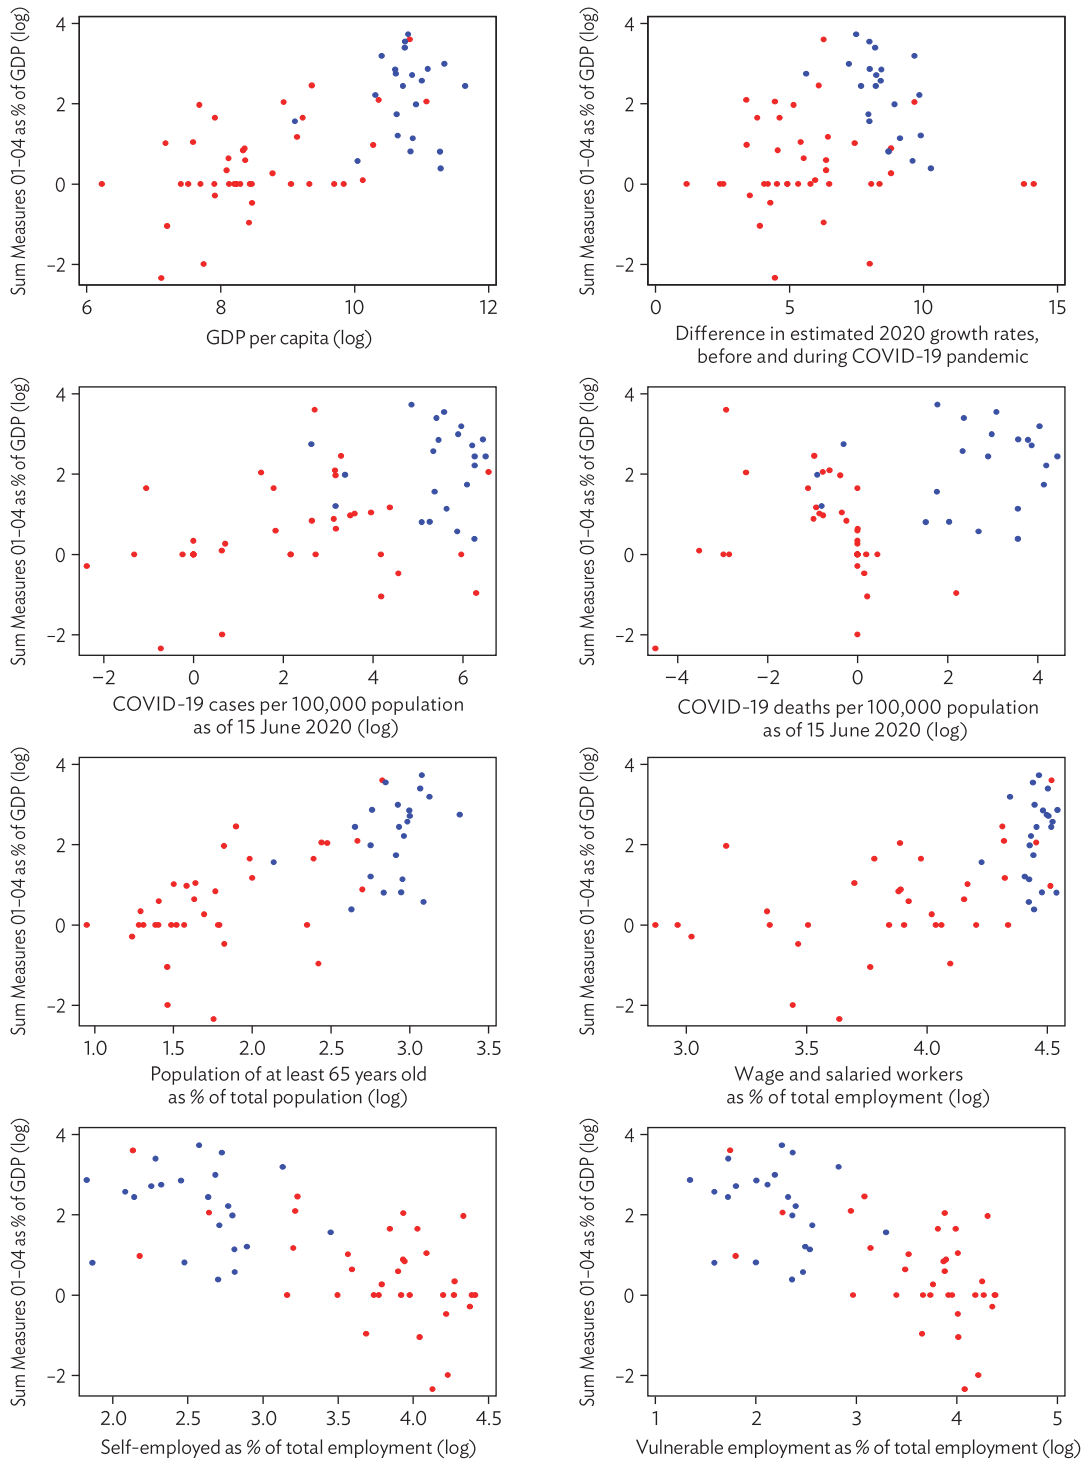 Sum Measures 01–04 as % of GDP (log)
4
2
0
−2
6 8 10 12
GDP per capita (log)
Sum Measures 01–04 as % of GDP (log)
4
2
0
−2
0 5 10 15
Difference in estimated 2020 growth rates,
before and during COVID-19 pandemic
Sum Measures 01–04 as % of GDP (log)
4
2
0
−2
−2 0 2 4 6
COVID-19 cases per 100,000 population
as of 15 June 2020 (log)
Sum Measures 01–04 as % of GDP (log)
4
2
0
−2
−4 −2 0 2 4
COVID-19 deaths per 100,000 population
as of 15 June 2020 (log)
Sum Measures 01–04 as % of GDP (log)
4
2
0
−2
1.0 1.5 2.0 2.5 3.0 3.5
Population of at least 65 years old
as % of total population (log)
Sum Measures 01–04 as % of GDP (log)
4
2
0
−2
3.0 3.5 4.0 4.5
Wage and salaried workers
as % of total employment (log)
Sum Measures 01–04 as % of GDP (log)
4
2
0
−2
2.0 2.5 3.0 3.5 4.0 4.5
Self-employed as % of total employment (log)
Sum Measures 01–04 as % of GDP (log)
4
2
0
−2
1 2 3 4 5
Vulnerable employment as % of total employment (log)